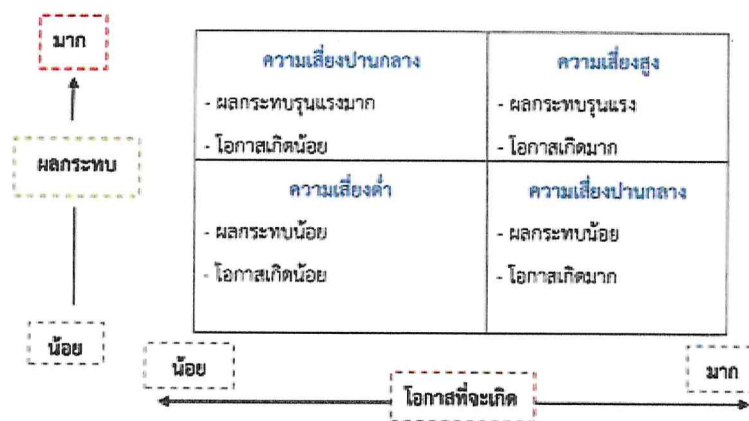 มาก
ผลกระทบ
น้อย
ความเสี่ยงปานกลาง
- ผลกระทบรุนแรงมาก
- โอกาสเกิดน้อย
ความเสี่ยงสูง
- ผลกระทบรุนแรง
- โอกาสเกิดมาก
ความเสี่ยงต่ำ
- ผลกระทบน้อย
- โอกาสเกิดน้อย
ความเสี่ยงปานกลาง
- ผลกระทบน้อย
- โอกาสเกิดมาก
น้อย
โอกาสที่จะเกิด
มาก